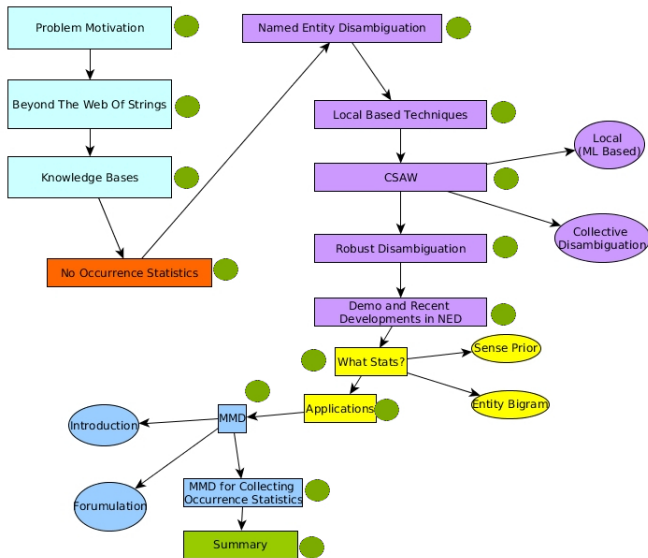 Problem Motivation
Beyond The Web Of Strings
Knowledge Bases
No Occurrence Statistics
Named Entity Disambiguation
Local Based Techniques
CSAW
Local
(ML Based)
Collective
Disambiguation
Robust Disambiguation
Demo and Recent
Developments in NED
What Stats?
Sense Prior
Entity Bigram
Applications
MMD
Introduction
Forumulation
MMD for Collecting
Occurrence Statistics
Summary